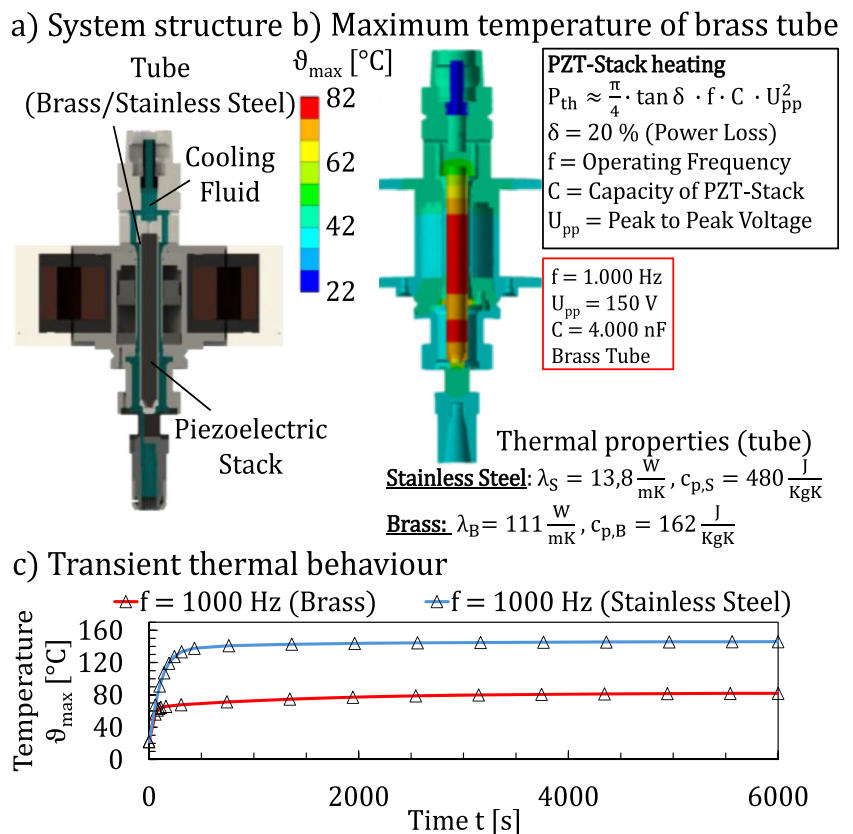 a) System structure
Tube
(Brass/Stainless Steel)
Cooling
Fluid
Piezoelectric
Stack
b) Maximum temperature of brass tube
ϑmax [°C]
82
62
42
22
PZT-Stack heating
Pth ≈ π/4 · tan δ · f · C · U²pp
δ = 20 % (Power Loss)
f = Operating Frequency
C = Capacity of PZT-Stack
Upp = Peak to Peak Voltage
f = 1.000 Hz
Upp = 150 V
C = 4.000 nF
Brass Tube
Thermal properties (tube)
Stainless Steel: λS = 13,8 W/mK , cp,S = 480 J/KgK
Brass: λB= 111 W/mK , cp,B = 162 J/KgK
c) Transient thermal behaviour
f = 1000 Hz (Brass)
f = 1000 Hz (Stainless Steel)
Temperature
ϑmax [°C]
160
120
80
40
0
0
2000
4000
6000
Time t [s]